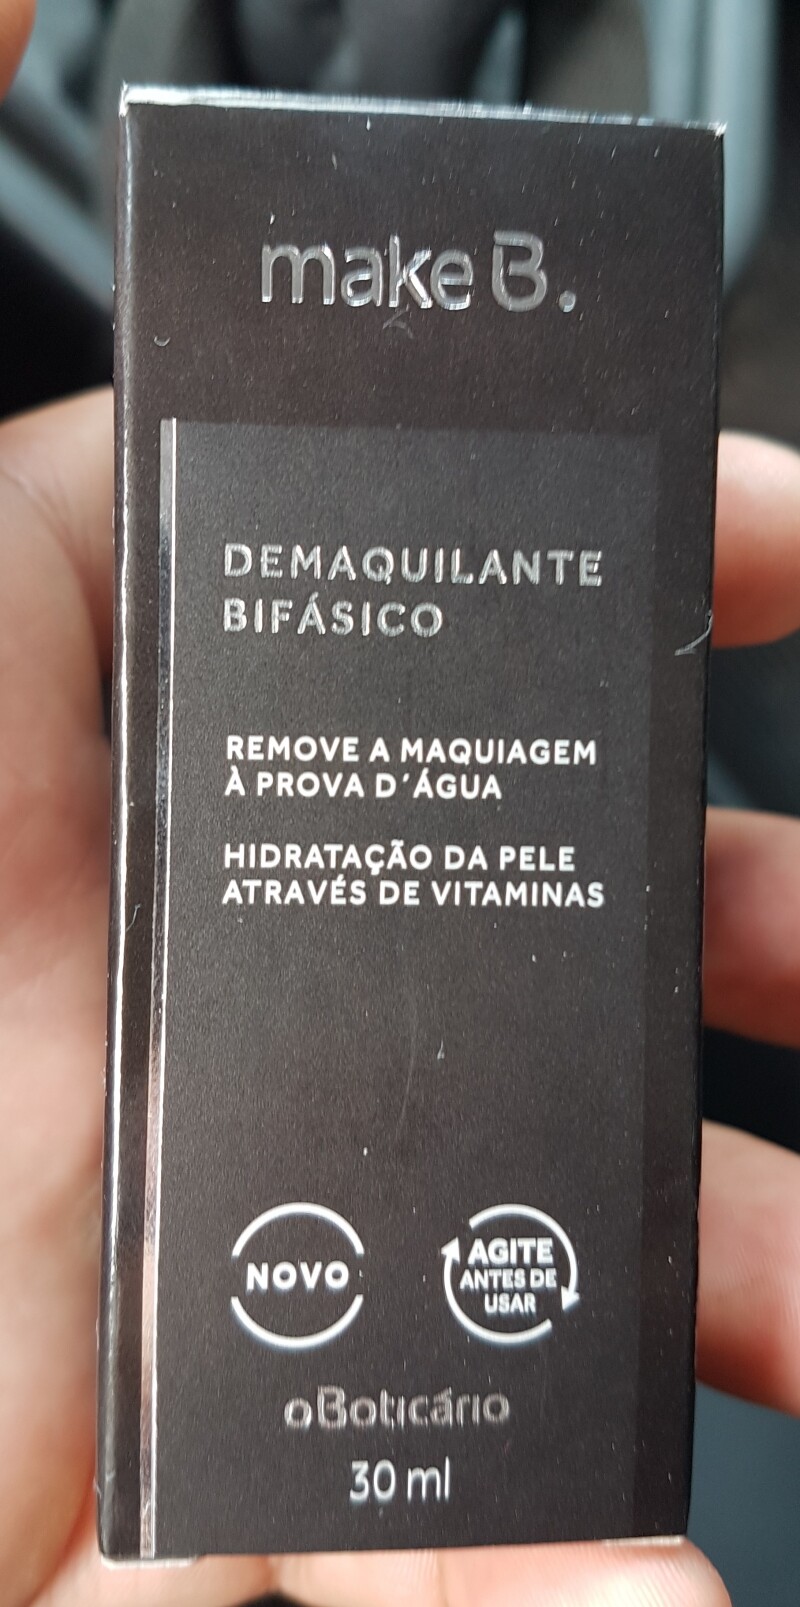 make B.
DEMAQUILANTE
BIFÁSICO
REMOVE A MAQUIAGEM
À PROVA D´ÁGUA
HIDRATAÇÃO DA PELE
ATRAVÉS DE VITAMINAS
NOVO
AGITE
ANTES DE
USAR
oBoticário
30 ml